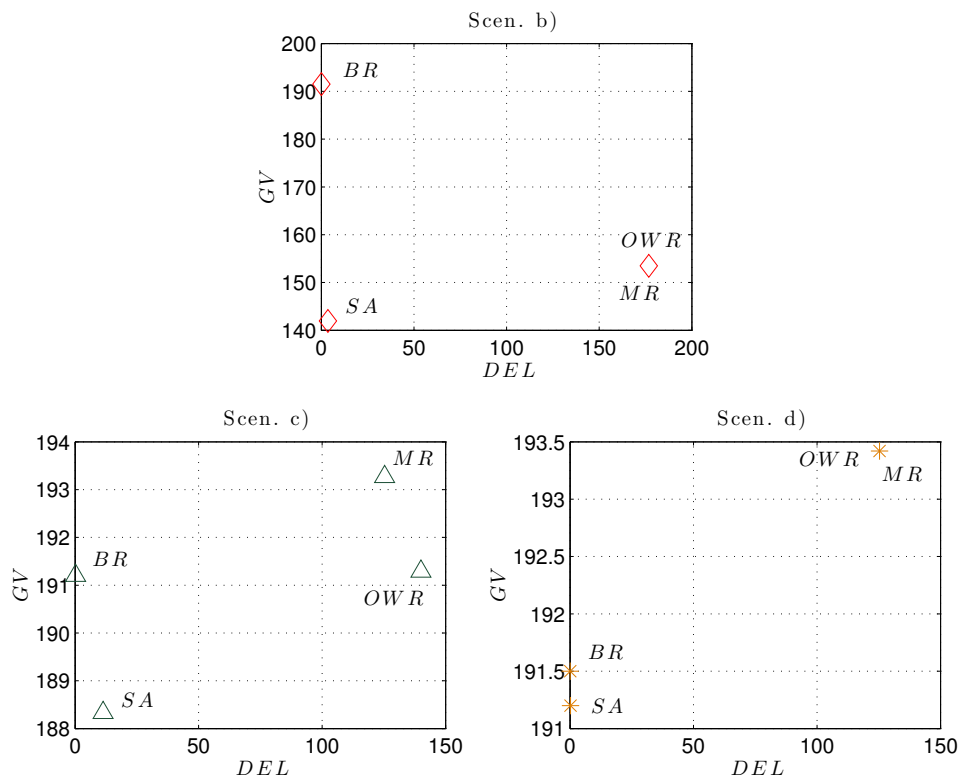 Scen. b)
200
190
180
170
160
150
140
GV
BR
OWR
MR
SA
0 50 100 150 200
DEL
Scen. c)
194
193
192
191
190
189
188
GV
MR
BR
OWR
SA
0 50 100 150
DEL
Scen. d)
193.5
193
192.5
192
191.5
191
GV
OWR
MR
BR
SA
0 50 100 150
DEL